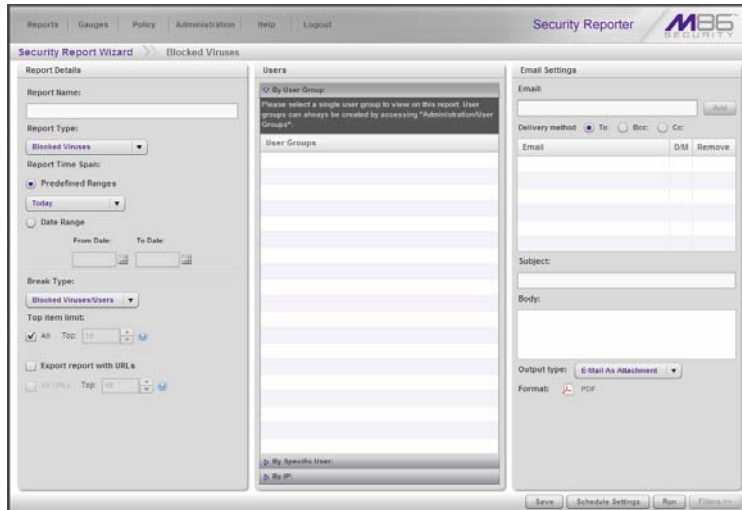 Reports Gauges Policy Administration Help Logout
Security Reporter
M86
SECURITY
Security Report Wizard Blocked Viruses
Report Details
Report Name:
Report Type:
Blocked Viruses
Report Time Span:
Predefined Ranges
Today
Date Range
From Date: To Date:
Break Type:
Blocked Viruses/Users
Top item limit:
All Top:
Export report with URLs
All URLs Top:
Users
By User Group
Please select a single user group to view on this report. User
groups can always be created by accessing "Administration/User
Groups".
User Groups
By Specific User:
By IP:
Email Settings
Email:
Add
Delivery method To: Bcc: Cc:
Email D/M Remove
Subject:
Body:
Output type: E-Mail As Attachment
Format: PDF
Save Schedule Settings Run Filters >>